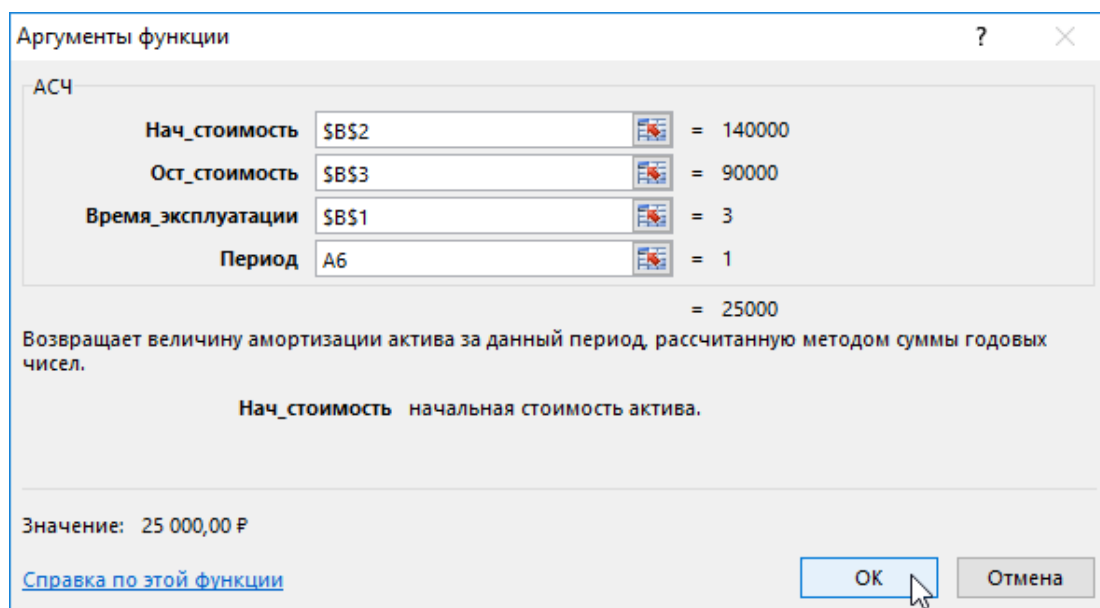 Аргументы функции ?
АСЧ
Нач_стоимость $B$2 = 140000
Ост_стоимость $B$3 = 90000
Время_эксплуатации $B$1 = 3
Период A6 = 1
= 25000
Возвращает величину амортизации актива за данный период, рассчитанную методом суммы годовых
чисел.
Нач_стоимость начальная стоимость актива.
Значение: 25 000,00 ₽
Справка по этой функции ОК Отмена